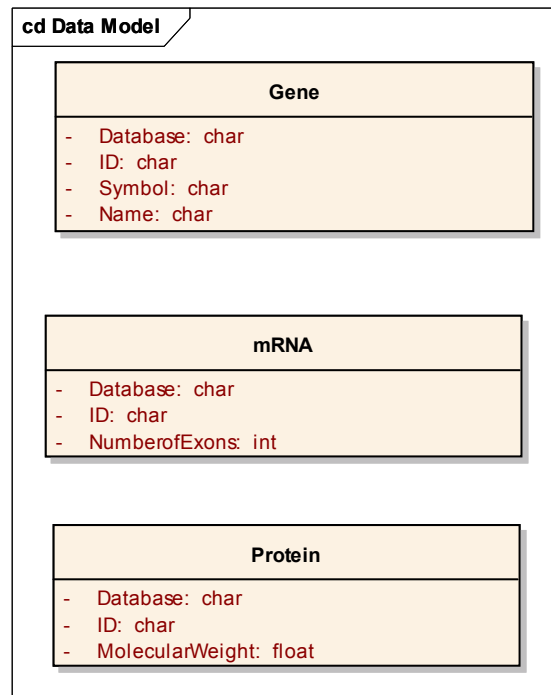 cd Data Model
Gene
- Database: char
- ID: char
- Symbol: char
- Name: char
mRNA
- Database: char
- ID: char
- NumberofExons: int
Protein
- Database: char
- ID: char
- MolecularWeight: float